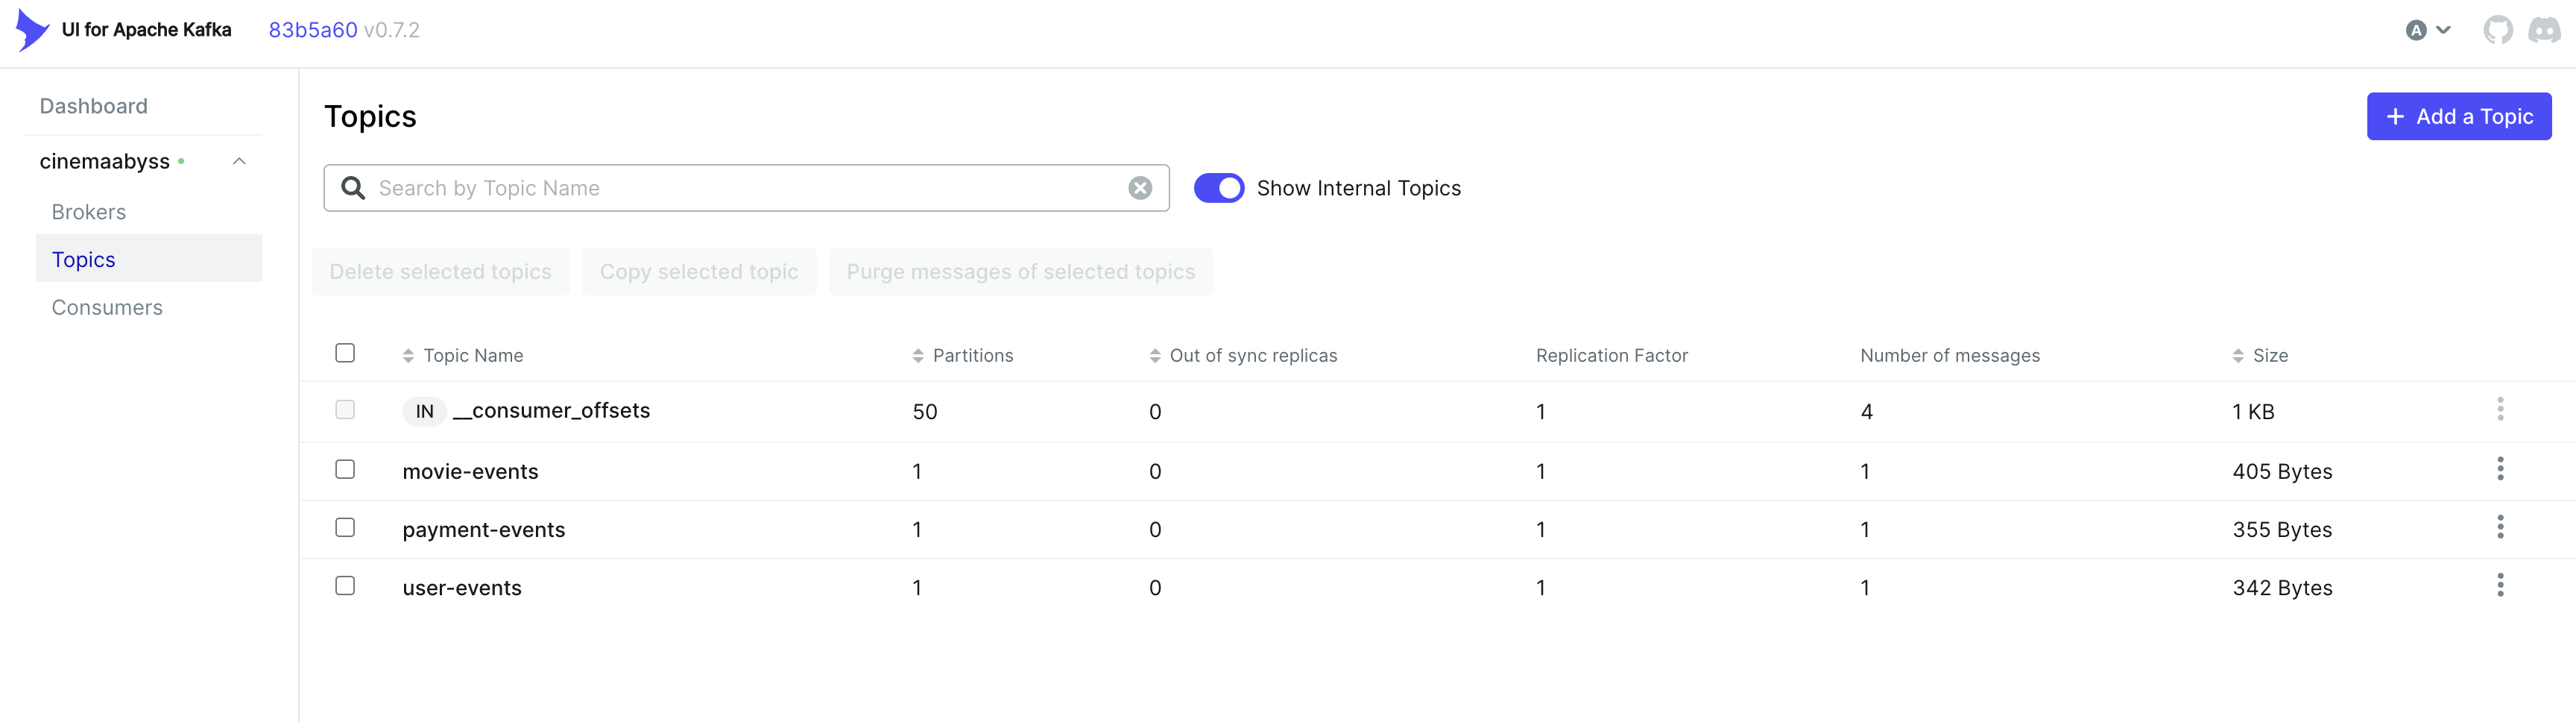 UI for Apache Kafka 83b5a60 v0.7.2 A
Dashboard
cinemaabyss
Brokers
Topics
Consumers
Topics
Add a Topic
Search by Topic Name
Show Internal Topics
Delete selected topics Copy selected topic Purge messages of selected topics
Topic Name Partitions Out of sync replicas Replication Factor Number of messages Size
IN __consumer_offsets 50 0 1 4 1 KB
movie-events 1 0 1 1 405 Bytes
payment-events 1 0 1 1 355 Bytes
user-events 1 0 1 1 342 Bytes